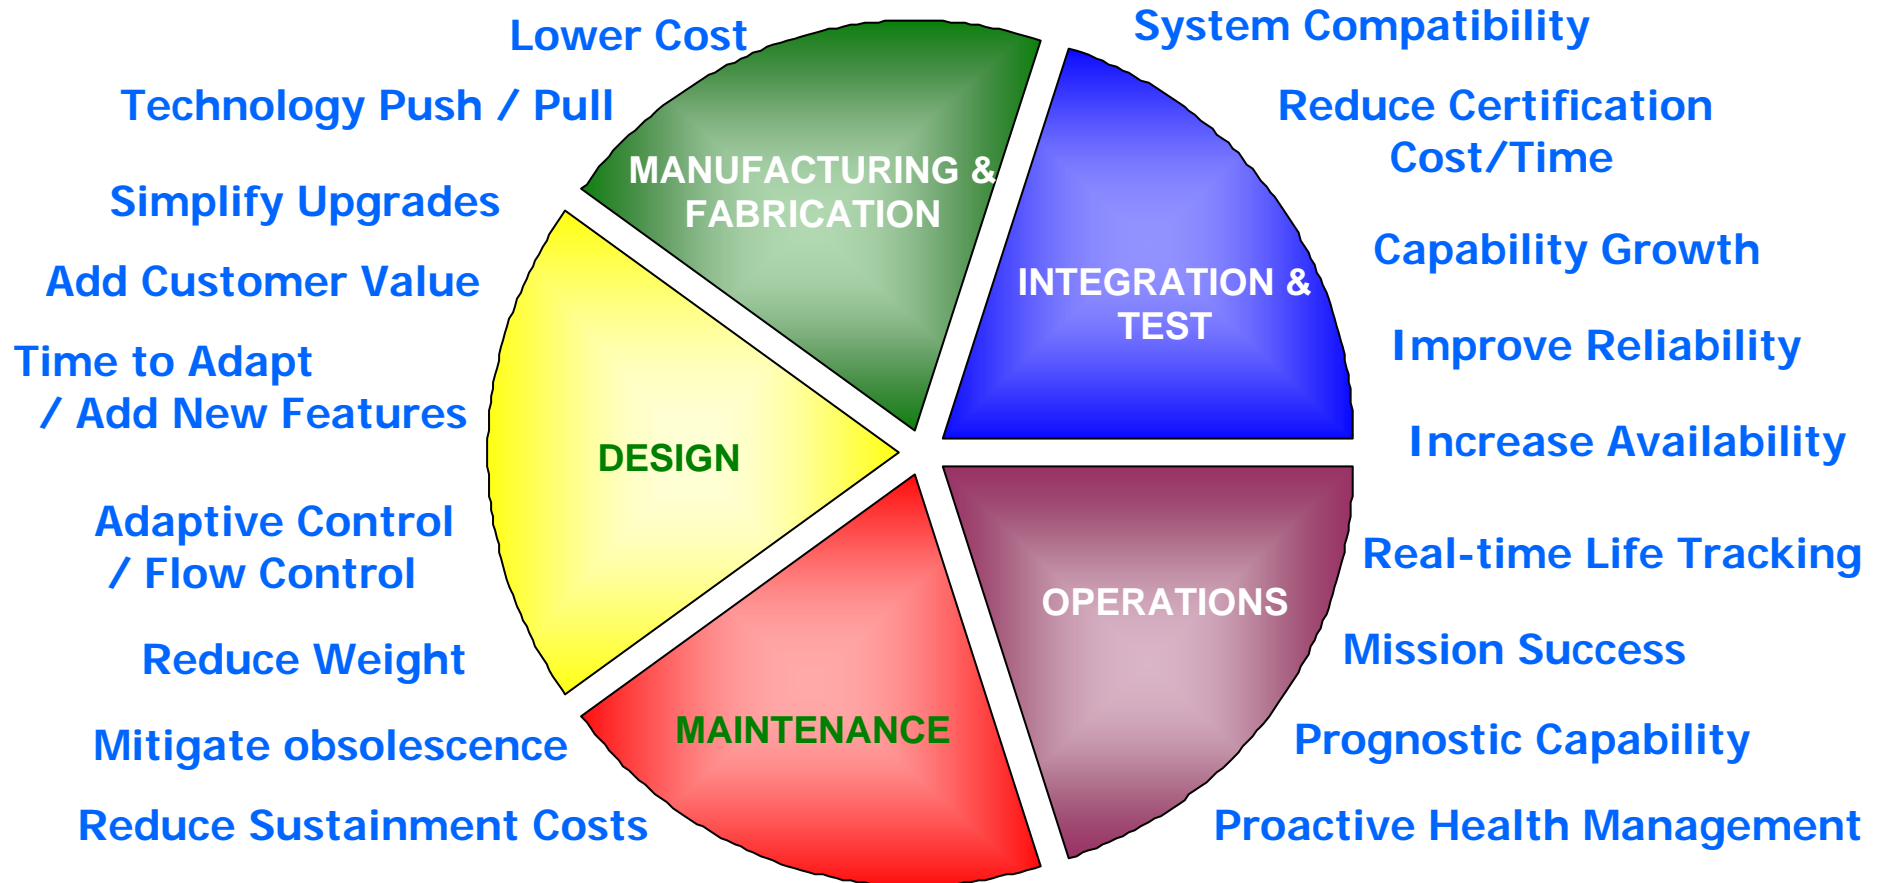 Lower Cost
Technology Push / Pull
Simplify Upgrades
Add Customer Value
Time to Adapt
/ Add New Features
Adaptive Control
/ Flow Control
Reduce Weight
Mitigate obsolescence
Reduce Sustainment Costs
MANUFACTURING &
FABRICATION
INTEGRATION &
TEST
DESIGN
OPERATIONS
MAINTENANCE
System Compatibility
Reduce Certification
Cost/Time
Capability Growth
Improve Reliability
Increase Availability
Real-time Life Tracking
Mission Success
Prognostic Capability
Proactive Health Management